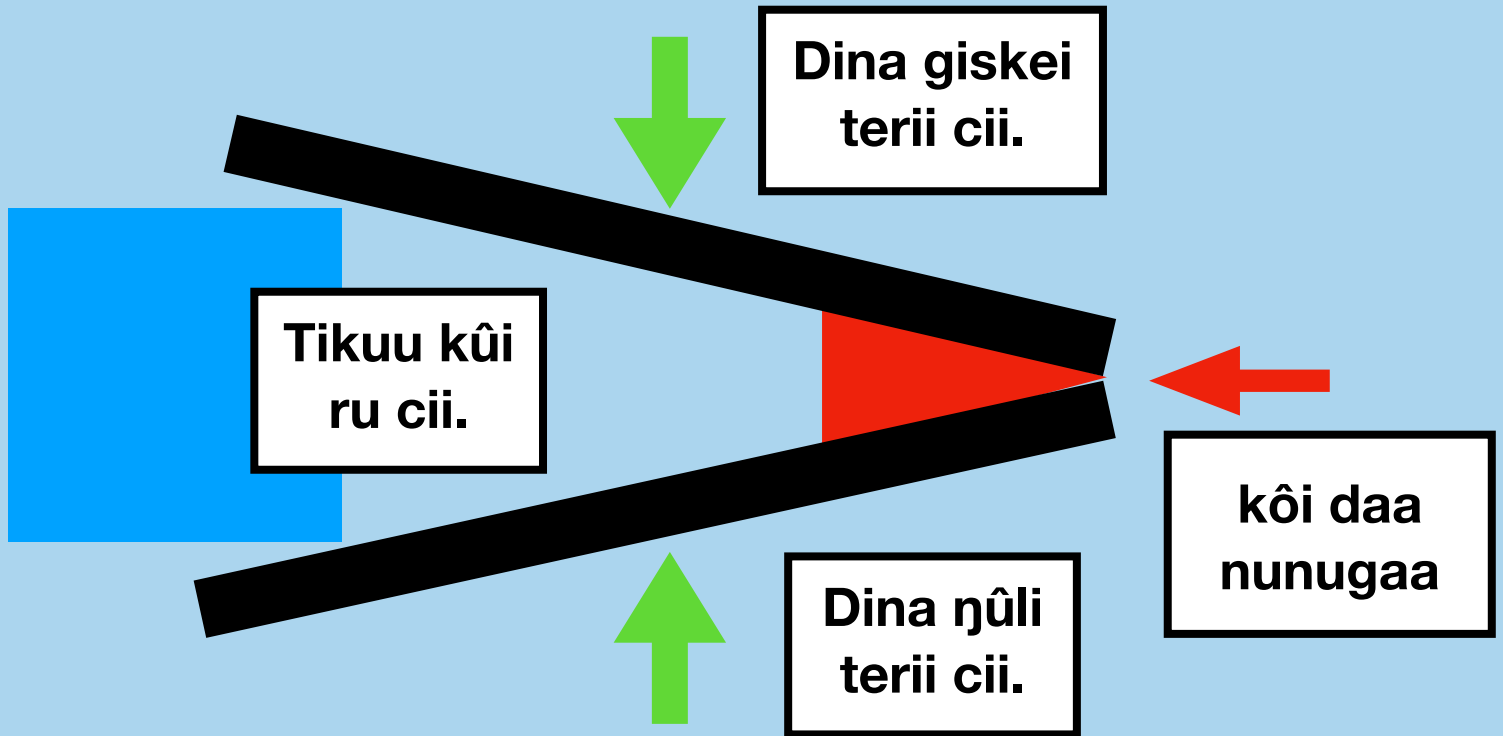 Dina giskei
terii cii.
Tikuu kûi
ru cii.
kôi daa
nunugaa
Dina ŋûli
terii cii.